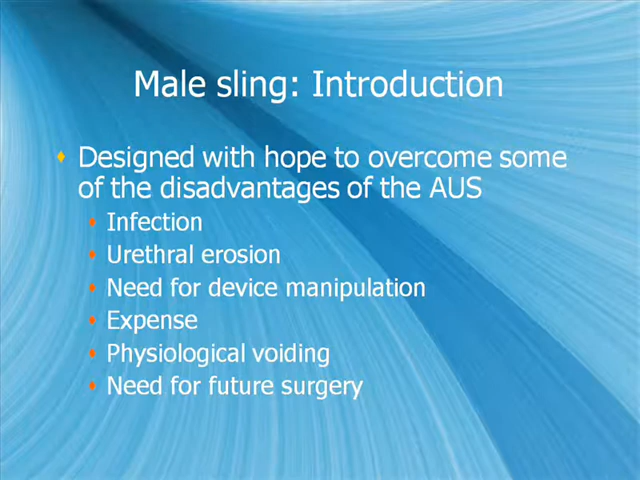 Male sling: Introduction
Designed with hope to overcome some
of the disadvantages of the AUS
Infection
Urethral erosion
Need for device manipulation
Expense
Physiological voiding
Need for future surgery